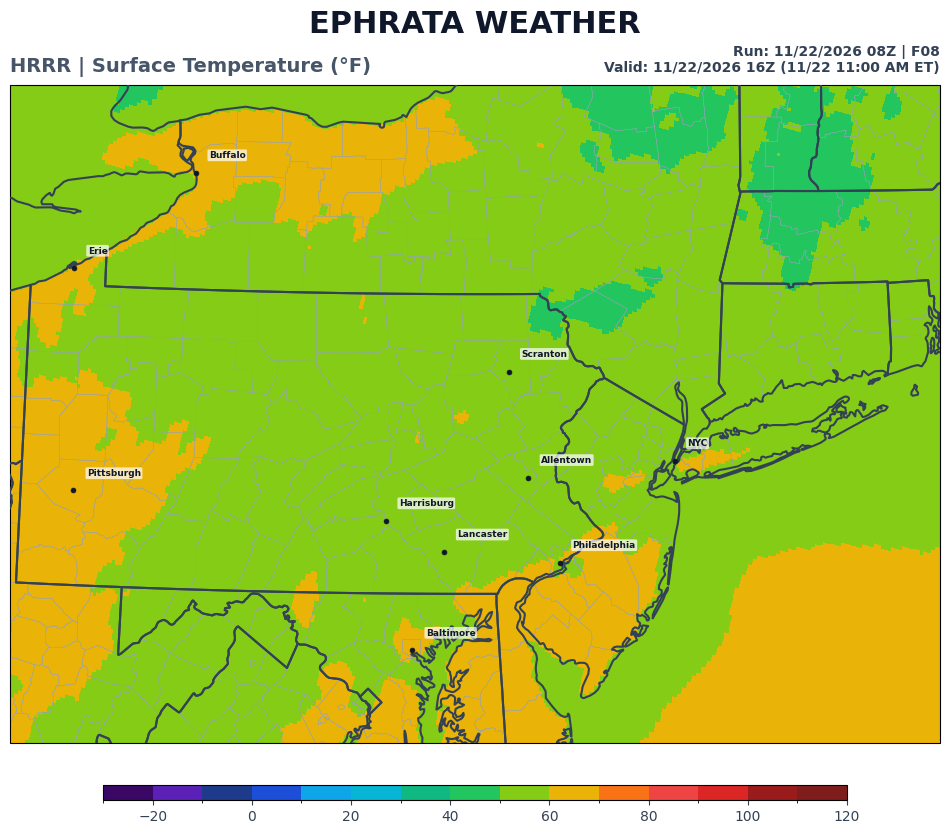 EPHRATA WEATHER
HRRR | Surface Temperature (°F)
Run: 11/22/2026 08Z | F08
Valid: 11/22/2026 16Z (11/22 11:00 AM ET)
Buffalo
Erie
Scranton
NYC
Allentown
Pittsburgh
Harrisburg
Lancaster
Philadelphia
Baltimore
−20 0 20 40 60 80 100 120